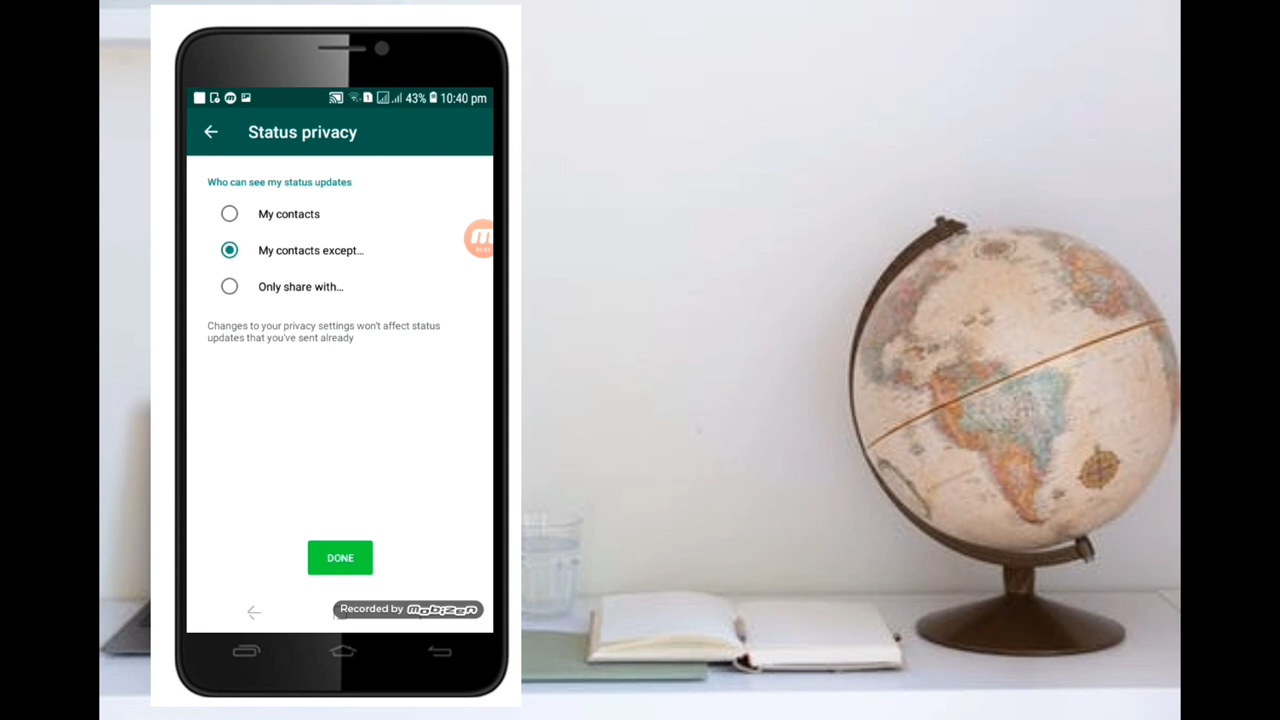 43% 10:40 pm
Status privacy
Who can see my status updates
My contacts
My contacts except...
Only share with...
Changes to your privacy settings won't affect status
updates that you've sent already
DONE
Recorded by mobizen